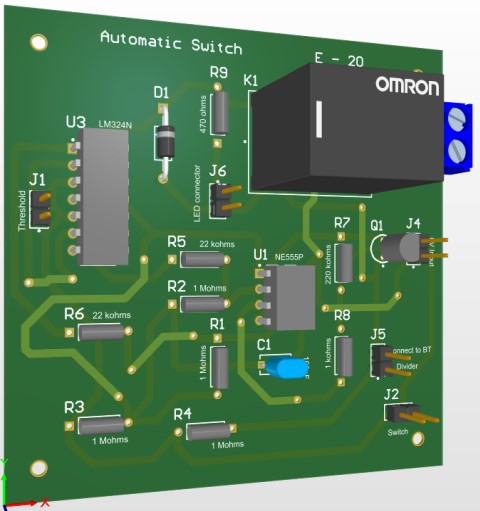 Automatic Switch
E - 20
R9
K1
OMRON
D1
470 ohms
U3
LM324N
J1
Threshold
J6
LED connector
R7
Q1
J4
R5
22 kohms
U1
NE555P
220 kohms
R2
1 Mohms
R6
22 kohms
R1
R8
J5
onnect to BT
Divider
C1
1 Mohms
1 kohms
R3
1 Mohms
R4
1 Mohms
J2
Switch
Y
X